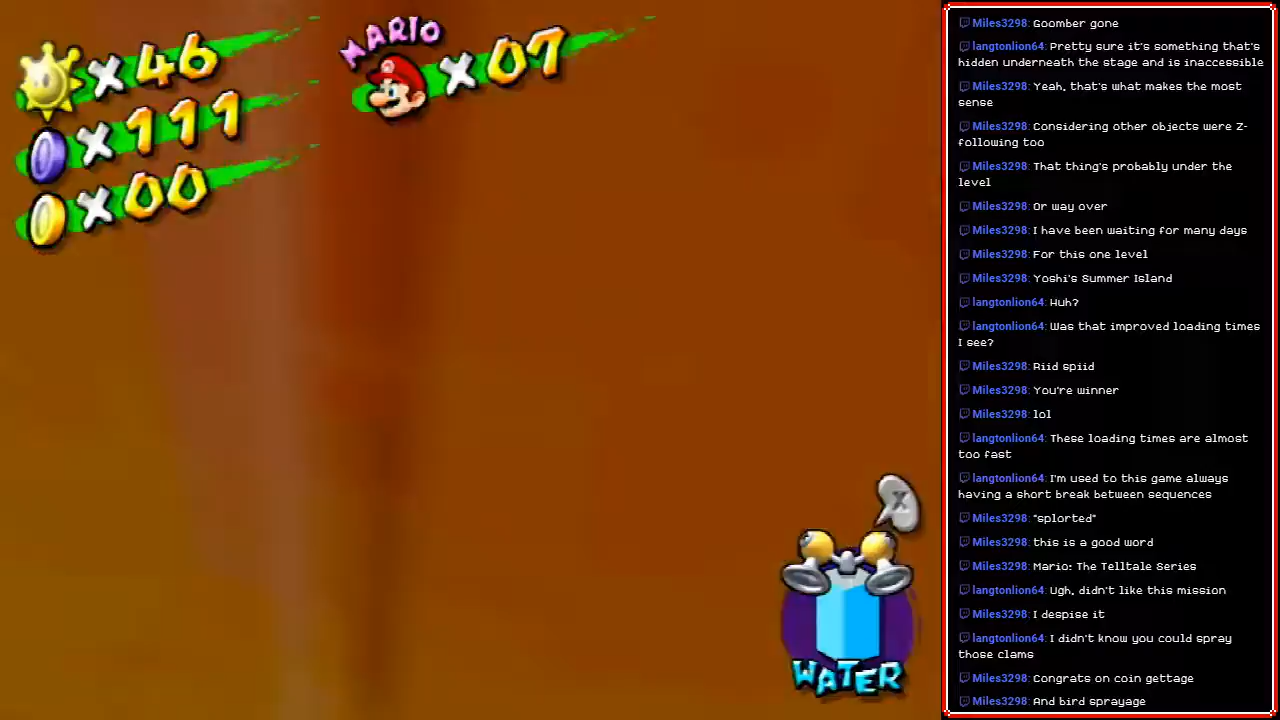 ×46
×111
×00
MARIO
×07
X
WATER
Miles3298: Goomber gone
langtonlion64: Pretty sure it's something that's
hidden underneath the stage and is inaccessible
Miles3298: Yeah, that's what makes the most
sense
Miles3298: Considering other objects were Z-
following too
Miles3298: That thing's probably under the
level
Miles3298: Or way over
Miles3298: I have been waiting for many days
Miles3298: For this one level
Miles3298: Yoshi's Summer Island
langtonlion64: Huh?
langtonlion64: Was that improved loading times
I see?
Miles3298: Riid spiid
Miles3298: You're winner
Miles3298: lol
langtonlion64: These loading times are almost
too fast
langtonlion64: I'm used to this game always
having a short break between sequences
Miles3298: "splorted"
Miles3298: this is a good word
Miles3298: Mario: The Telltale Series
langtonlion64: Ugh, didn't like this mission
Miles3298: I despise it
langtonlion64: I didn't know you could spray
those clams
Miles3298: Congrats on coin gettage
Miles3298: And bird sprayage